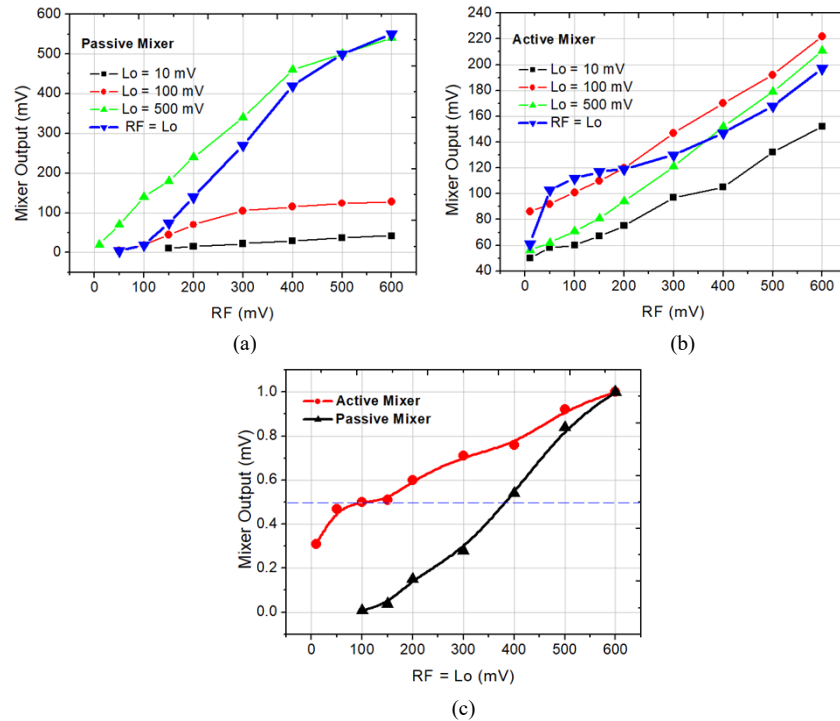 Passive Mixer
Lo = 10 mV
Lo = 100 mV
Lo = 500 mV
RF = Lo
600
500
400
300
200
100
0
Mixer Output (mV)
0 100 200 300 400 500 600
RF (mV)
(a)
Active Mixer
Lo = 10 mV
Lo = 100 mV
Lo = 500 mV
RF = Lo
220
200
180
160
140
120
100
80
60
40
Mixer Output (mV)
0 100 200 300 400 500 600
RF (mV)
(b)
Active Mixer
Passive Mixer
1.0
0.8
0.6
0.4
0.2
0.0
Mixer Output (mV)
0 100 200 300 400 500 600
RF = Lo (mV)
(c)